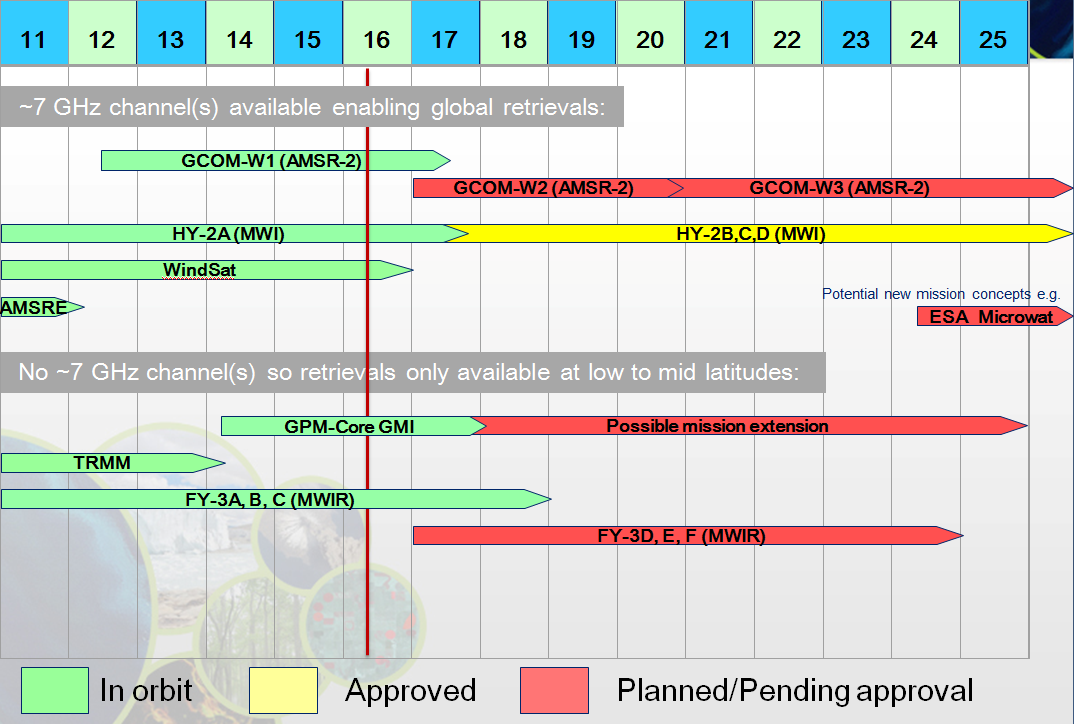 11 12 13 14 15 16 17 18 19 20 21 22 23 24 25
~7 GHz channel(s) available enabling global retrievals:
GCOM-W1 (AMSR-2)
GCOM-W2 (AMSR-2) GCOM-W3 (AMSR-2)
HY-2A (MWI) HY-2B,C,D (MWI)
WindSat
Potential new mission concepts e.g.
AMSRE
ESA Microwat
No ~7 GHz channel(s) so retrievals only available at low to mid latitudes:
GPM-Core GMI Possible mission extension
TRMM
FY-3A, B, C (MWIR)
FY-3D, E, F (MWIR)
In orbit Approved Planned/Pending approval